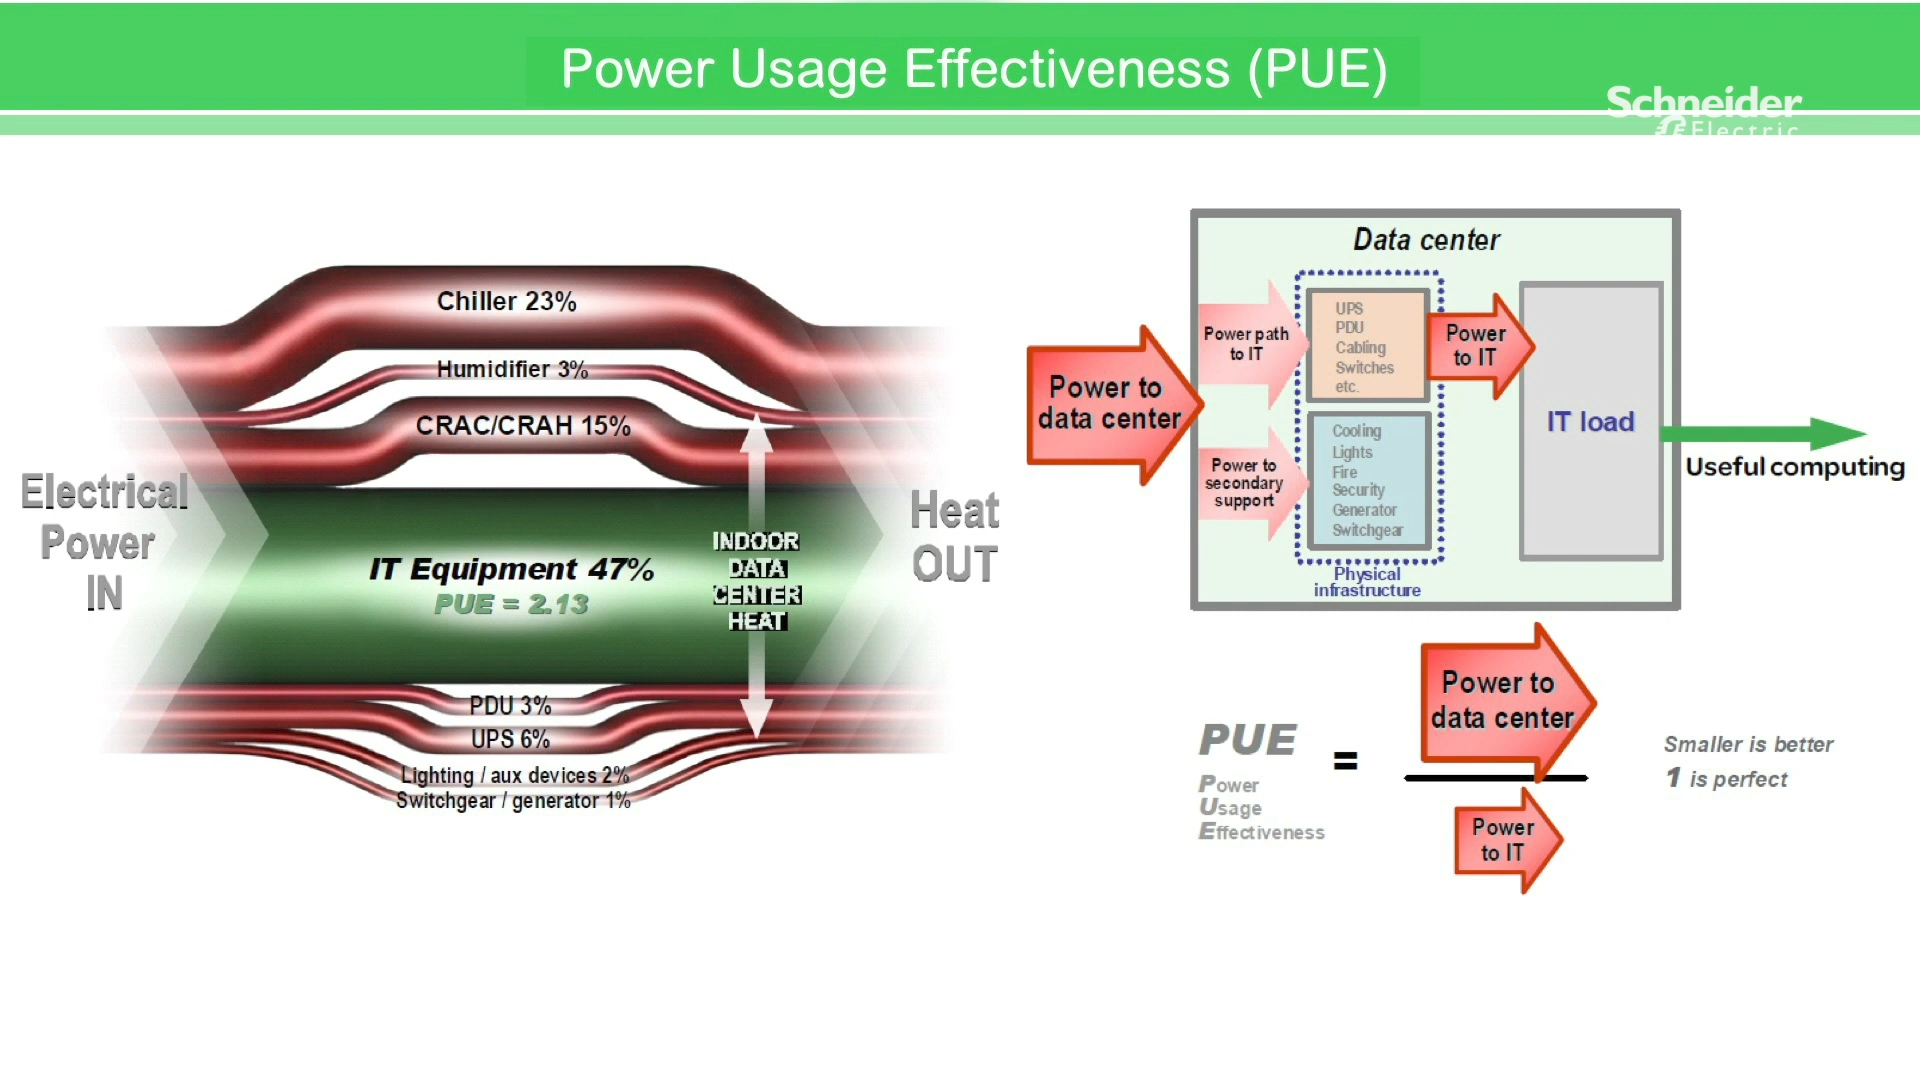 Power Usage Effectiveness (PUE)
Schneider
Electric
Chiller 23%
Humidifier 3%
CRAC/CRAH 15%
Electrical
Power
IN
IT Equipment 47%
PUE = 2.13
INDOOR
DATA
CENTER
HEAT
Heat
OUT
PDU 3%
UPS 6%
Lighting / aux devices 2%
Switchgear / generator 1%
Data center
Power to
data center
Power path
to IT
UPS
PDU
Cabling
Switches
etc.
Power
to IT
Power to
secondary
support
Cooling
Lights
Fire
Security
Generator
Switchgear
Physical
infrastructure
IT load
Useful computing
PUE
Power
Usage
Effectiveness
=
Power to
data center
Power
to IT
Smaller is better
1 is perfect